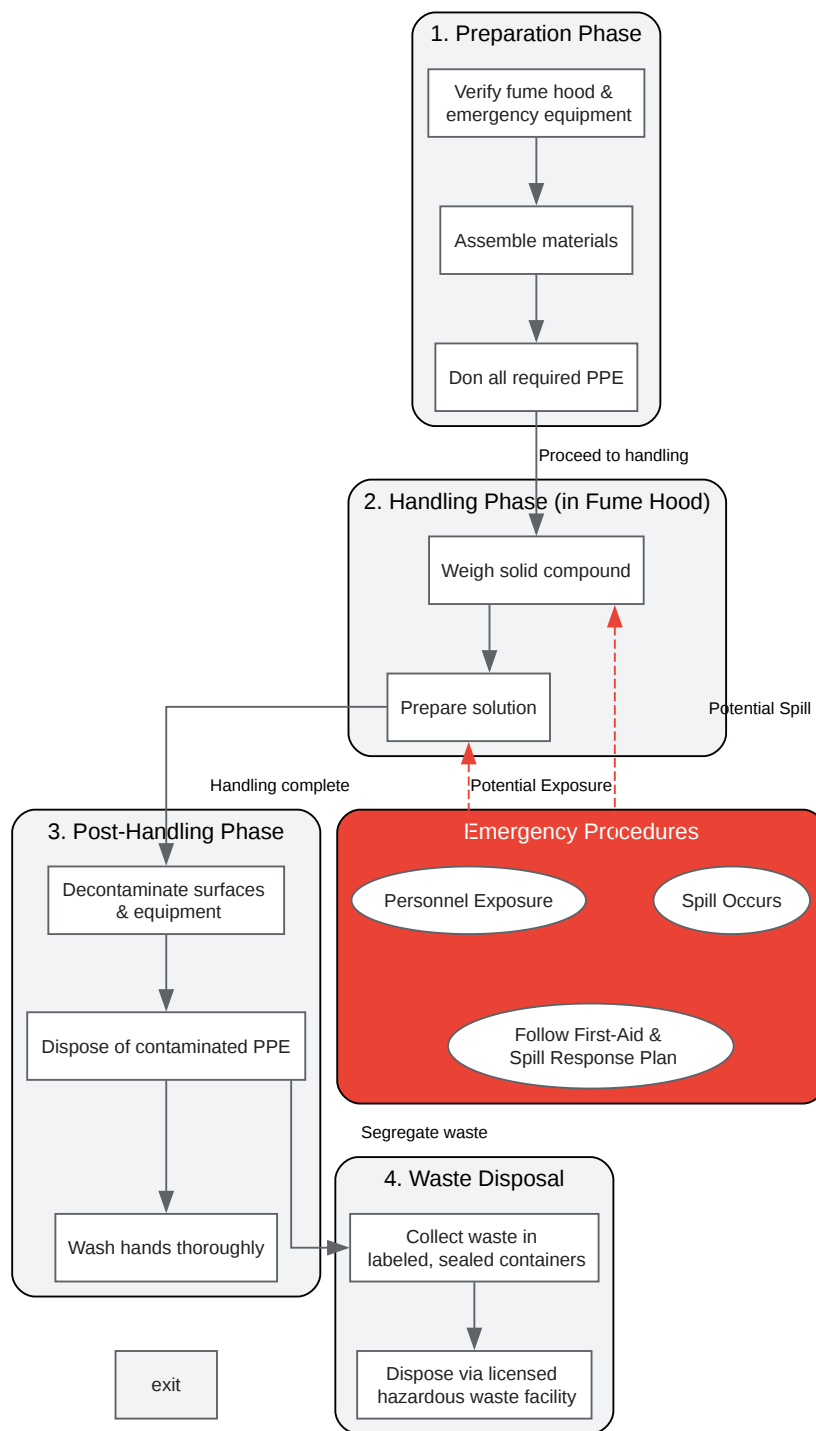 1. Preparation Phase
Verify fume hood &
emergency equipment
Assemble materials
Don all required PPE
Proceed to handling
2. Handling Phase (in Fume Hood)
Weigh solid compound
Prepare solution
Potential Spill
Handling complete
Potential Exposure
3. Post-Handling Phase
Decontaminate surfaces
& equipment
Dispose of contaminated PPE
Wash hands thoroughly
Emergency Procedures
Personnel Exposure
Spill Occurs
Follow First-Aid &
Spill Response Plan
Segregate waste
4. Waste Disposal
Collect waste in
labeled, sealed containers
Dispose via licensed
hazardous waste facility
exit